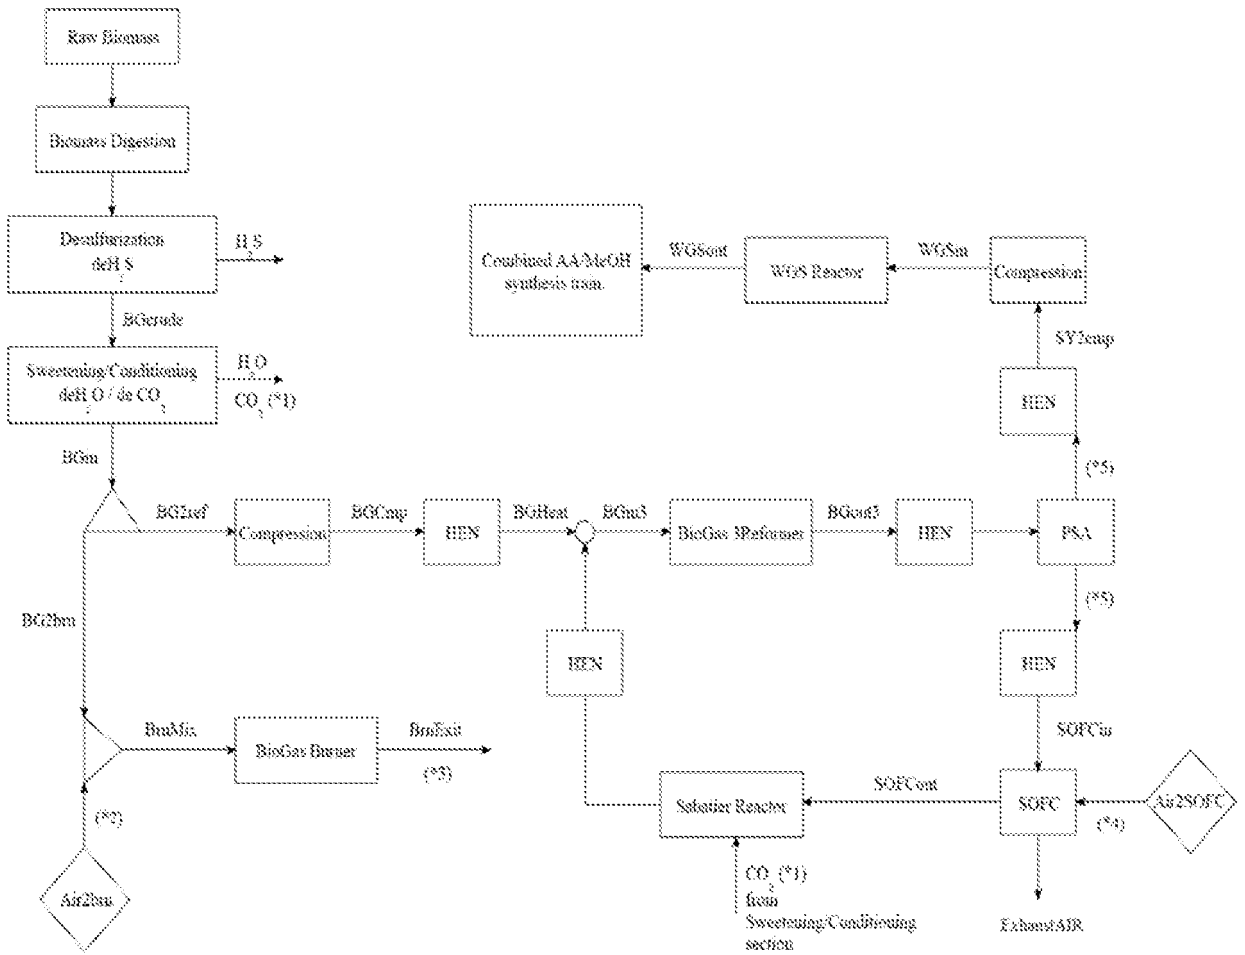 Raw Biomass
Biomass Digestion
Desulfurization
deH2S
H2S
BGcrude
Sweetening/Conditioning
deH2O / de CO2
H2O
CO2 (*1)
BGin
BG2ref
Compression
BGCmp
HEN
BGHeat
BGin3
BioGas 3Reformer
BGout3
HEN
PSA
(*5)
HEN
SY2cmp
Compression
WGSin
WGS Reactor
WGSout
Combined AA/MeOH
synthesis train.
(*5)
HEN
SOFCin
SOFC
Air2SOFC
(*4)
ExhaustAIR
SOFCout
Sabatier Reactor
CO2 (*1)
from
Sweetening/Conditioning
section
HEN
BG2brn
BrnMix
BioGas Burner
BrnExit
(*3)
(*2)
Air2brn